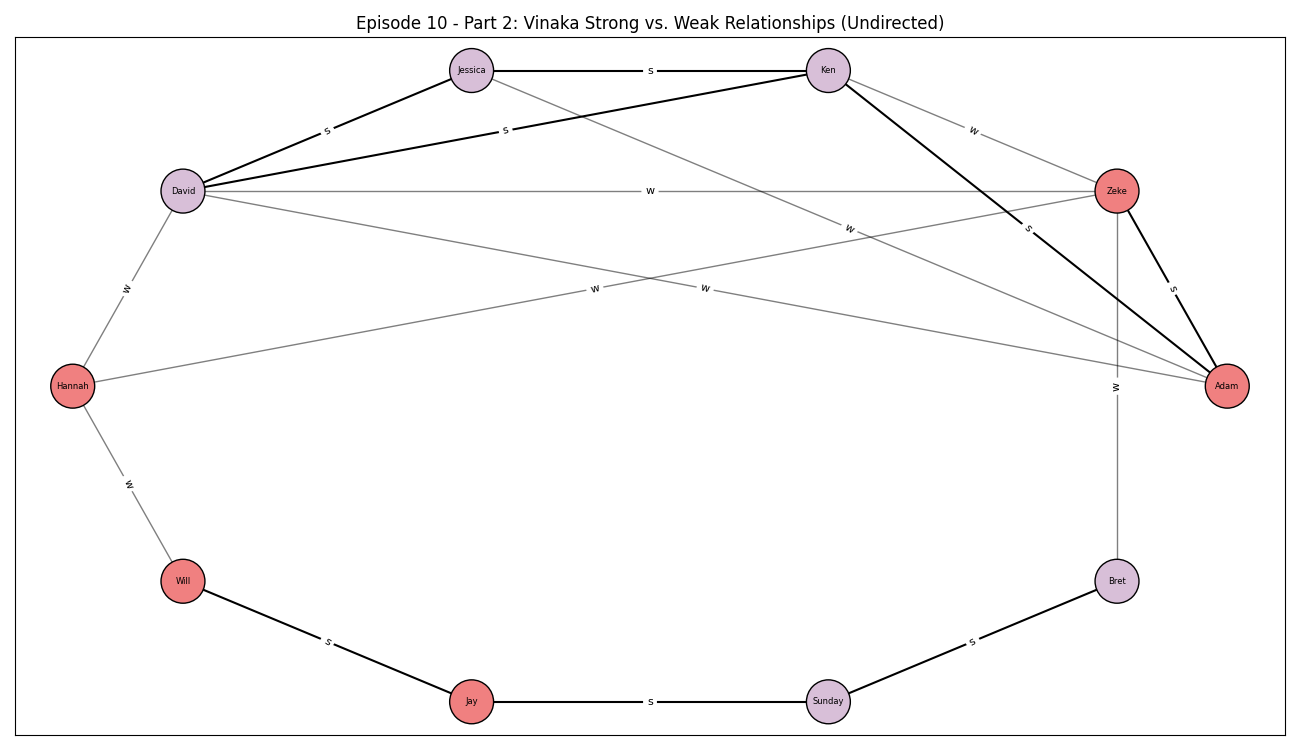 Episode 10 - Part 2: Vinaka Strong vs. Weak Relationships (Undirected)
Jessica
s
Ken
s
s
w
David
w
Zeke
w
s
w
w
w
s
Hannah
w
Adam
w
Will
Bret
s
s
Jay
s
Sunday